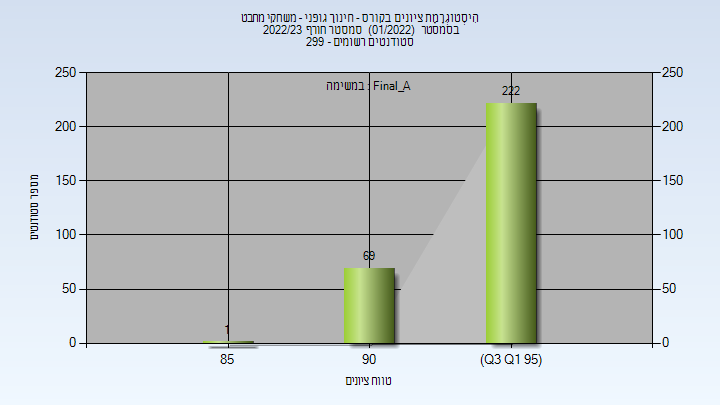 הִיסְטוֹגְרָמַת ציונים בקורס - חינוך גופני - משחקי מחבט
בסמסטר (01/2022) סמסטר חורף 2022/23
סטודנטים רשומים - 299
במשימה : Final_A
250 250
200 200
150 150
100 100
50 50
0 0
מספר סטודנטים
1 69 222
85 90 (Q3 Q1 95)
טווח ציונים